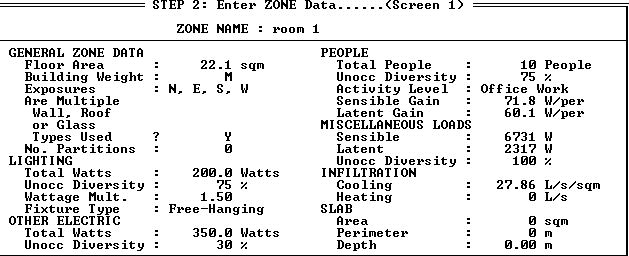 STEP 2: Enter ZONE Data......(Screen 1)
ZONE NAME : room 1
GENERAL ZONE DATA
Floor Area : 22.1 sqm
Building Weight : M
Exposures : N, E, S, W
Are Multiple
Wall, Roof
or Glass
Types Used ? Y
No. Partitions : 0
LIGHTING
Total Watts : 200.0 Watts
Unocc Diversity : 75 %
Wattage Mult. : 1.50
Fixture Type : Free-Hanging
OTHER ELECTRIC
Total Watts : 350.0 Watts
Unocc Diversity : 30 %
PEOPLE
Total People : 10 People
Unocc Diversity : 75 %
Activity Level : Office Work
Sensible Gain : 71.8 W/per
Latent Gain : 60.1 W/per
MISCELLANEOUS LOADS
Sensible : 6731 W
Latent : 2317 W
Unocc Diversity : 100 %
INFILTRATION
Cooling : 27.86 L/s/sqm
Heating : 0 L/s
SLAB
Area : 0 sqm
Perimeter : 0 m
Depth : 0.00 m